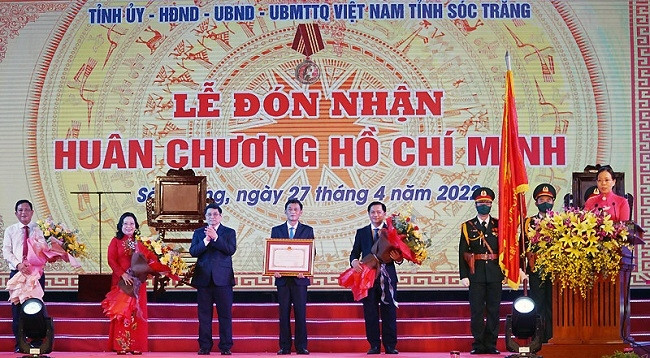 TỈNH ỦY - HĐND - UBND - UBMTTQ VIỆT NAM TỈNH SÓC TRĂNG
LỄ ĐÓN NHẬN
HUÂN CHƯƠNG HỒ CHÍ MINH
ngày 27 tháng 4 năm 2022